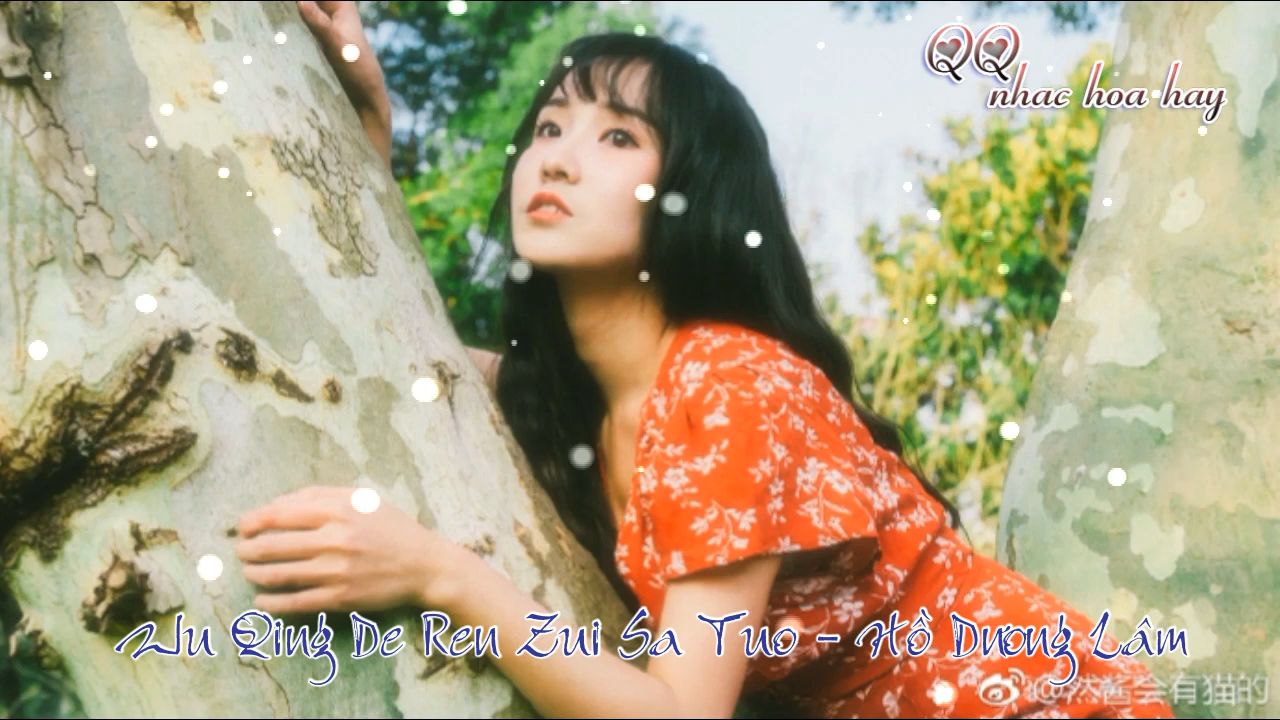 QQ
nhac hoa hay
Wu Qing De Ren Zui Sa Tuo - Hồ Dương Lâm
@然酱会有猫的